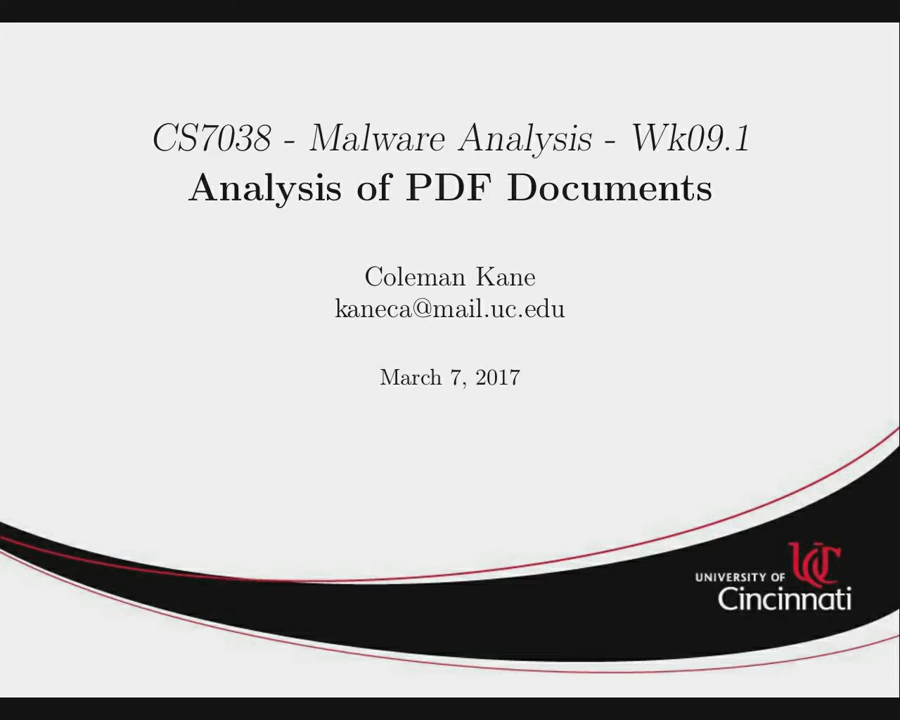 CS7038 - Malware Analysis - Wk09.1
Analysis of PDF Documents
Coleman Kane
kaneca@mail.uc.edu
March 7, 2017
UC
UNIVERSITY OF
Cincinnati